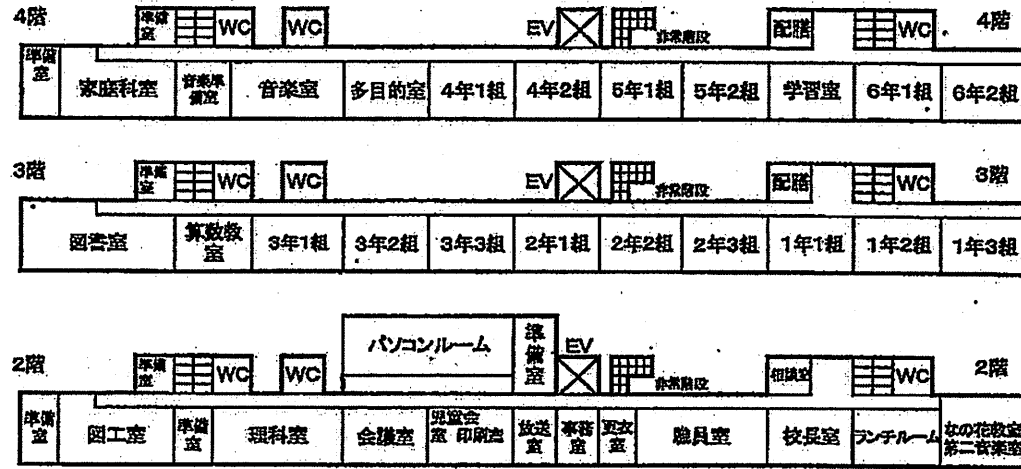 4階
準備
室
WC
WC
EV
非常階段
配膳
WC
4階
準備
室
家庭科室
音楽準
備室
音楽室
多目的室
4年1組
4年2組
5年1組
5年2組
学習室
6年1組
6年2組
3階
準備
室
WC
WC
EV
非常階段
配膳
WC
3階
図書室
算数教
室
3年1組
3年2組
3年3組
2年1組
2年2組
2年3組
1年1組
1年2組
1年3組
パソコンルーム
準
備
室
2階
準備
室
WC
WC
EV
非常階段
相談室
WC
2階
準備
室
図工室
準備
室
理科室
会議室
児童会
室 印刷室
放送
室
事務
室
更衣
室
職員室
校長室
ランチルーム
なの花教室
第二音楽室